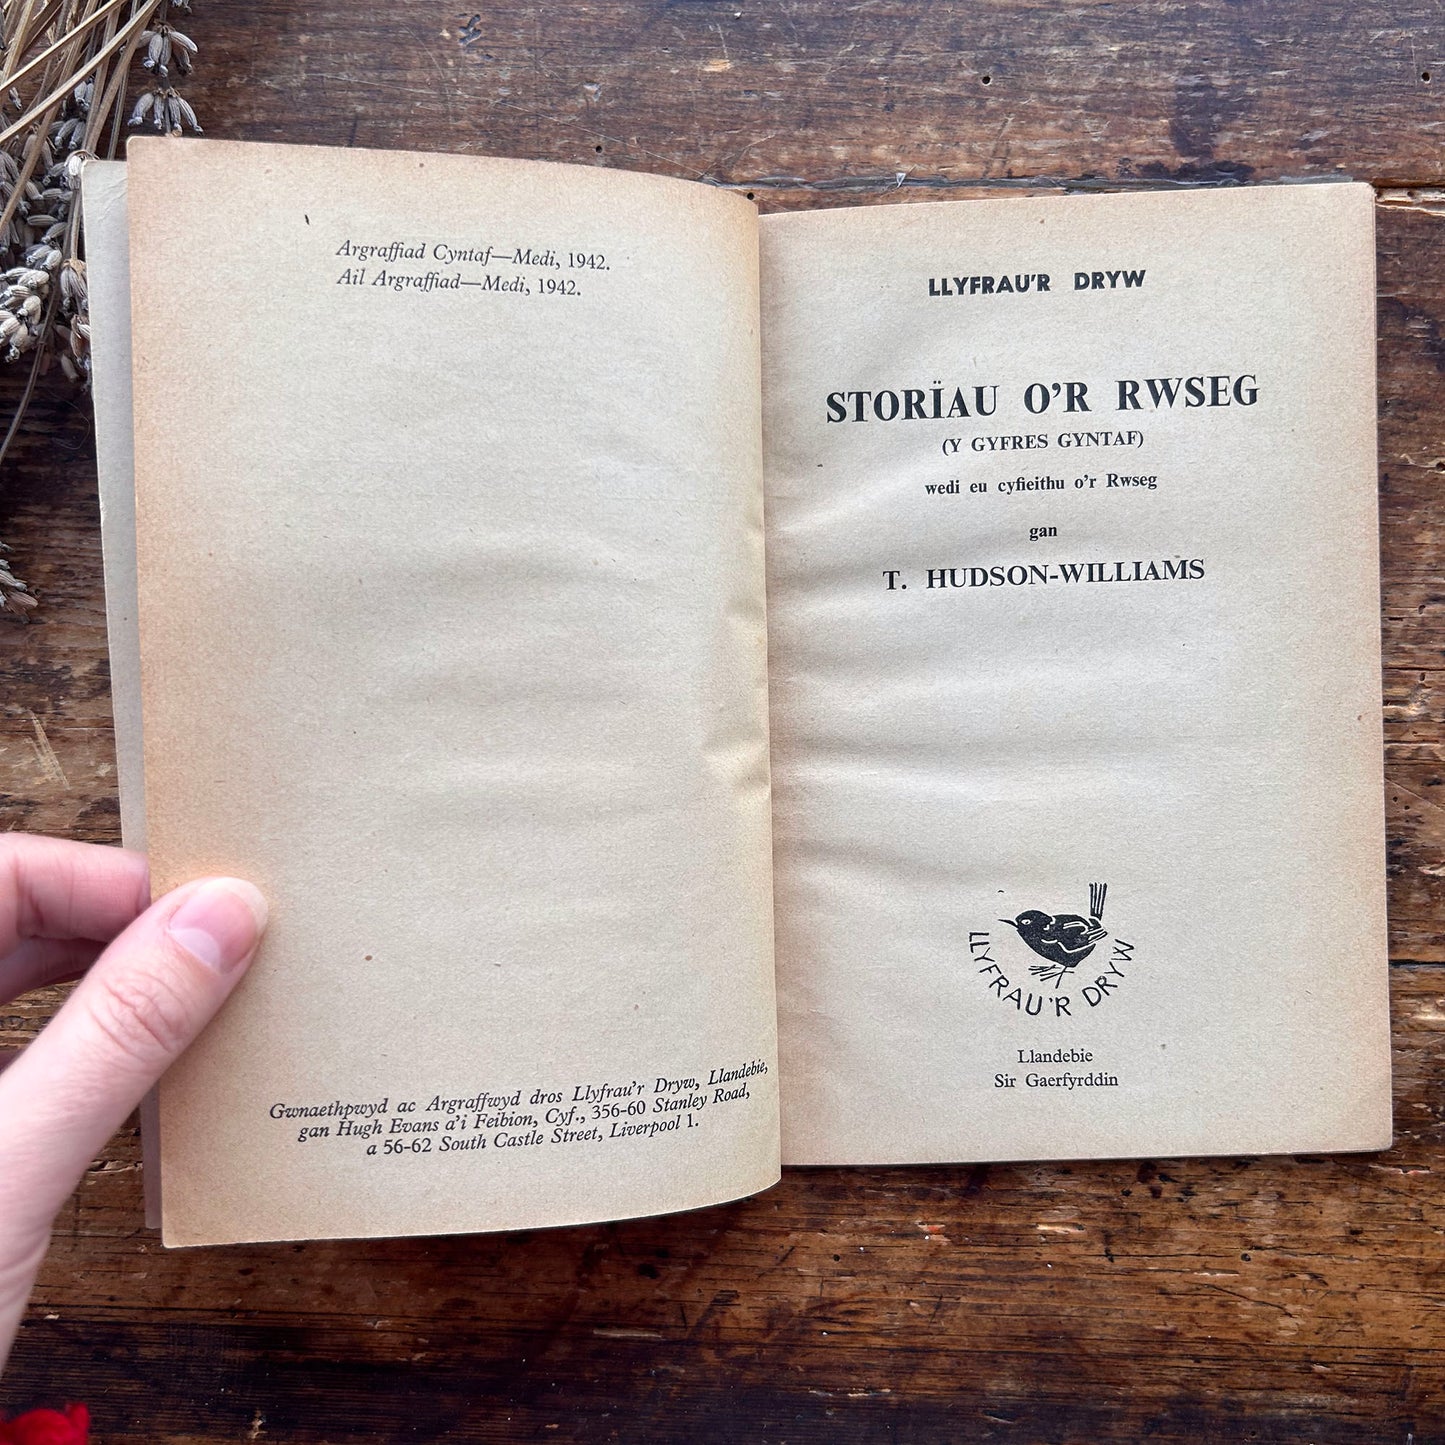 Argraffiad Cyntaf—Medi, 1942.
Ail Argraffiad—Medi, 1942.
Gwnaethpwyd ac Argraffwyd dros Llyfrau'r Dryw, Llandebie,
gan Hugh Evans a'i Feibion, Cyf., 356-60 Stanley Road,
a 56-62 South Castle Street, Liverpool 1.
LLYFRAU'R DRYW
STORÏAU O'R RWSEG
(Y GYFRES GYNTAF)
wedi eu cyfieithu o'r Rwseg
gan
T. HUDSON-WILLIAMS
LLYFRAU'R DRYW
Llandebie
Sir Gaerfyrddin